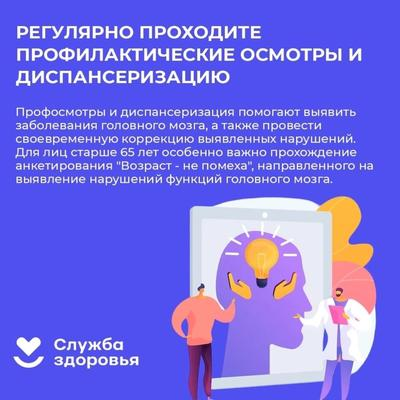 РЕГУЛЯРНО ПРОХОДИТЕ
ПРОФИЛАКТИЧЕСКИЕ ОСМОТРЫ И
ДИСПАНСЕРИЗАЦИЮ
Профосмотры и диспансеризация помогают выявить
заболевания головного мозга, а также провести
своевременную коррекцию выявленных нарушений.
Для лиц старше 65 лет особенно важно прохождение
анкетирования "Возраст - не помеха", направленного на
выявление нарушений функций головного мозга.
Служба
здоровья